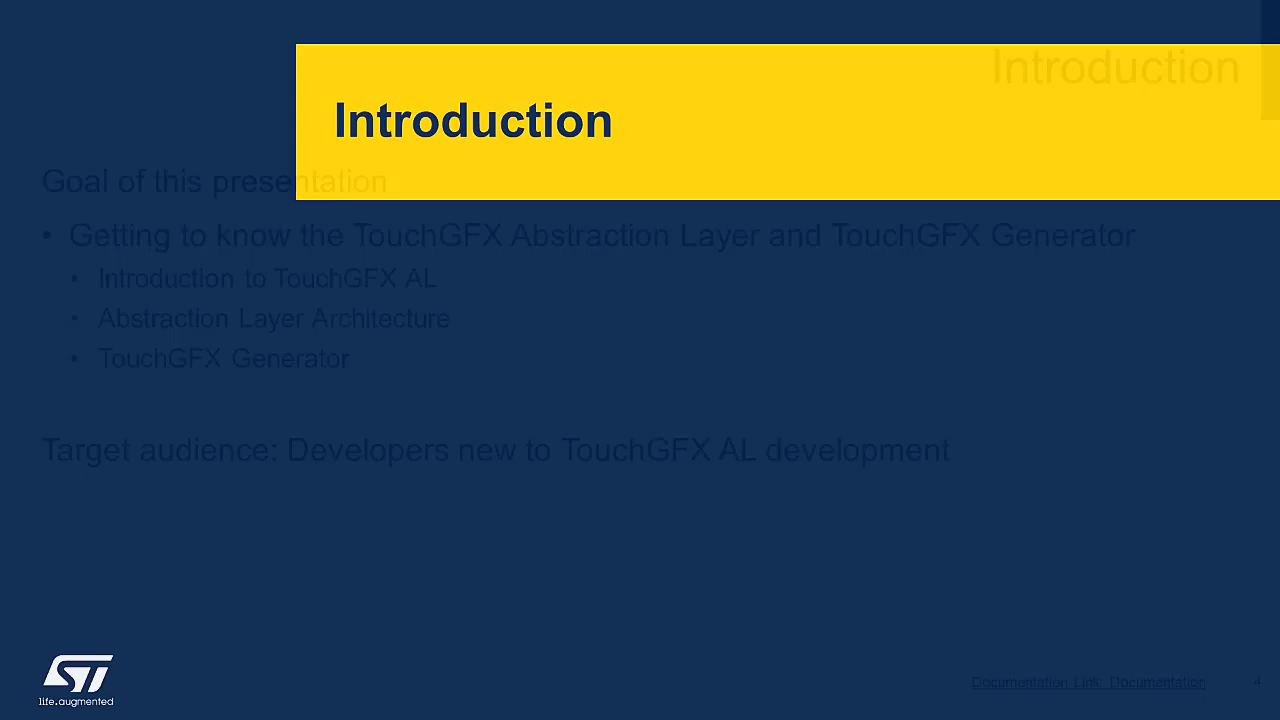 Introduction
Introduction
Goal of this presentation
• Getting to know the TouchGFX Abstraction Layer and TouchGFX Generator
• Introduction to TouchGFX AL
• Abstraction Layer Architecture
• TouchGFX Generator
Target audience: Developers new to TouchGFX AL development
ST
life.augmented
Documentation Link: Documentation
4